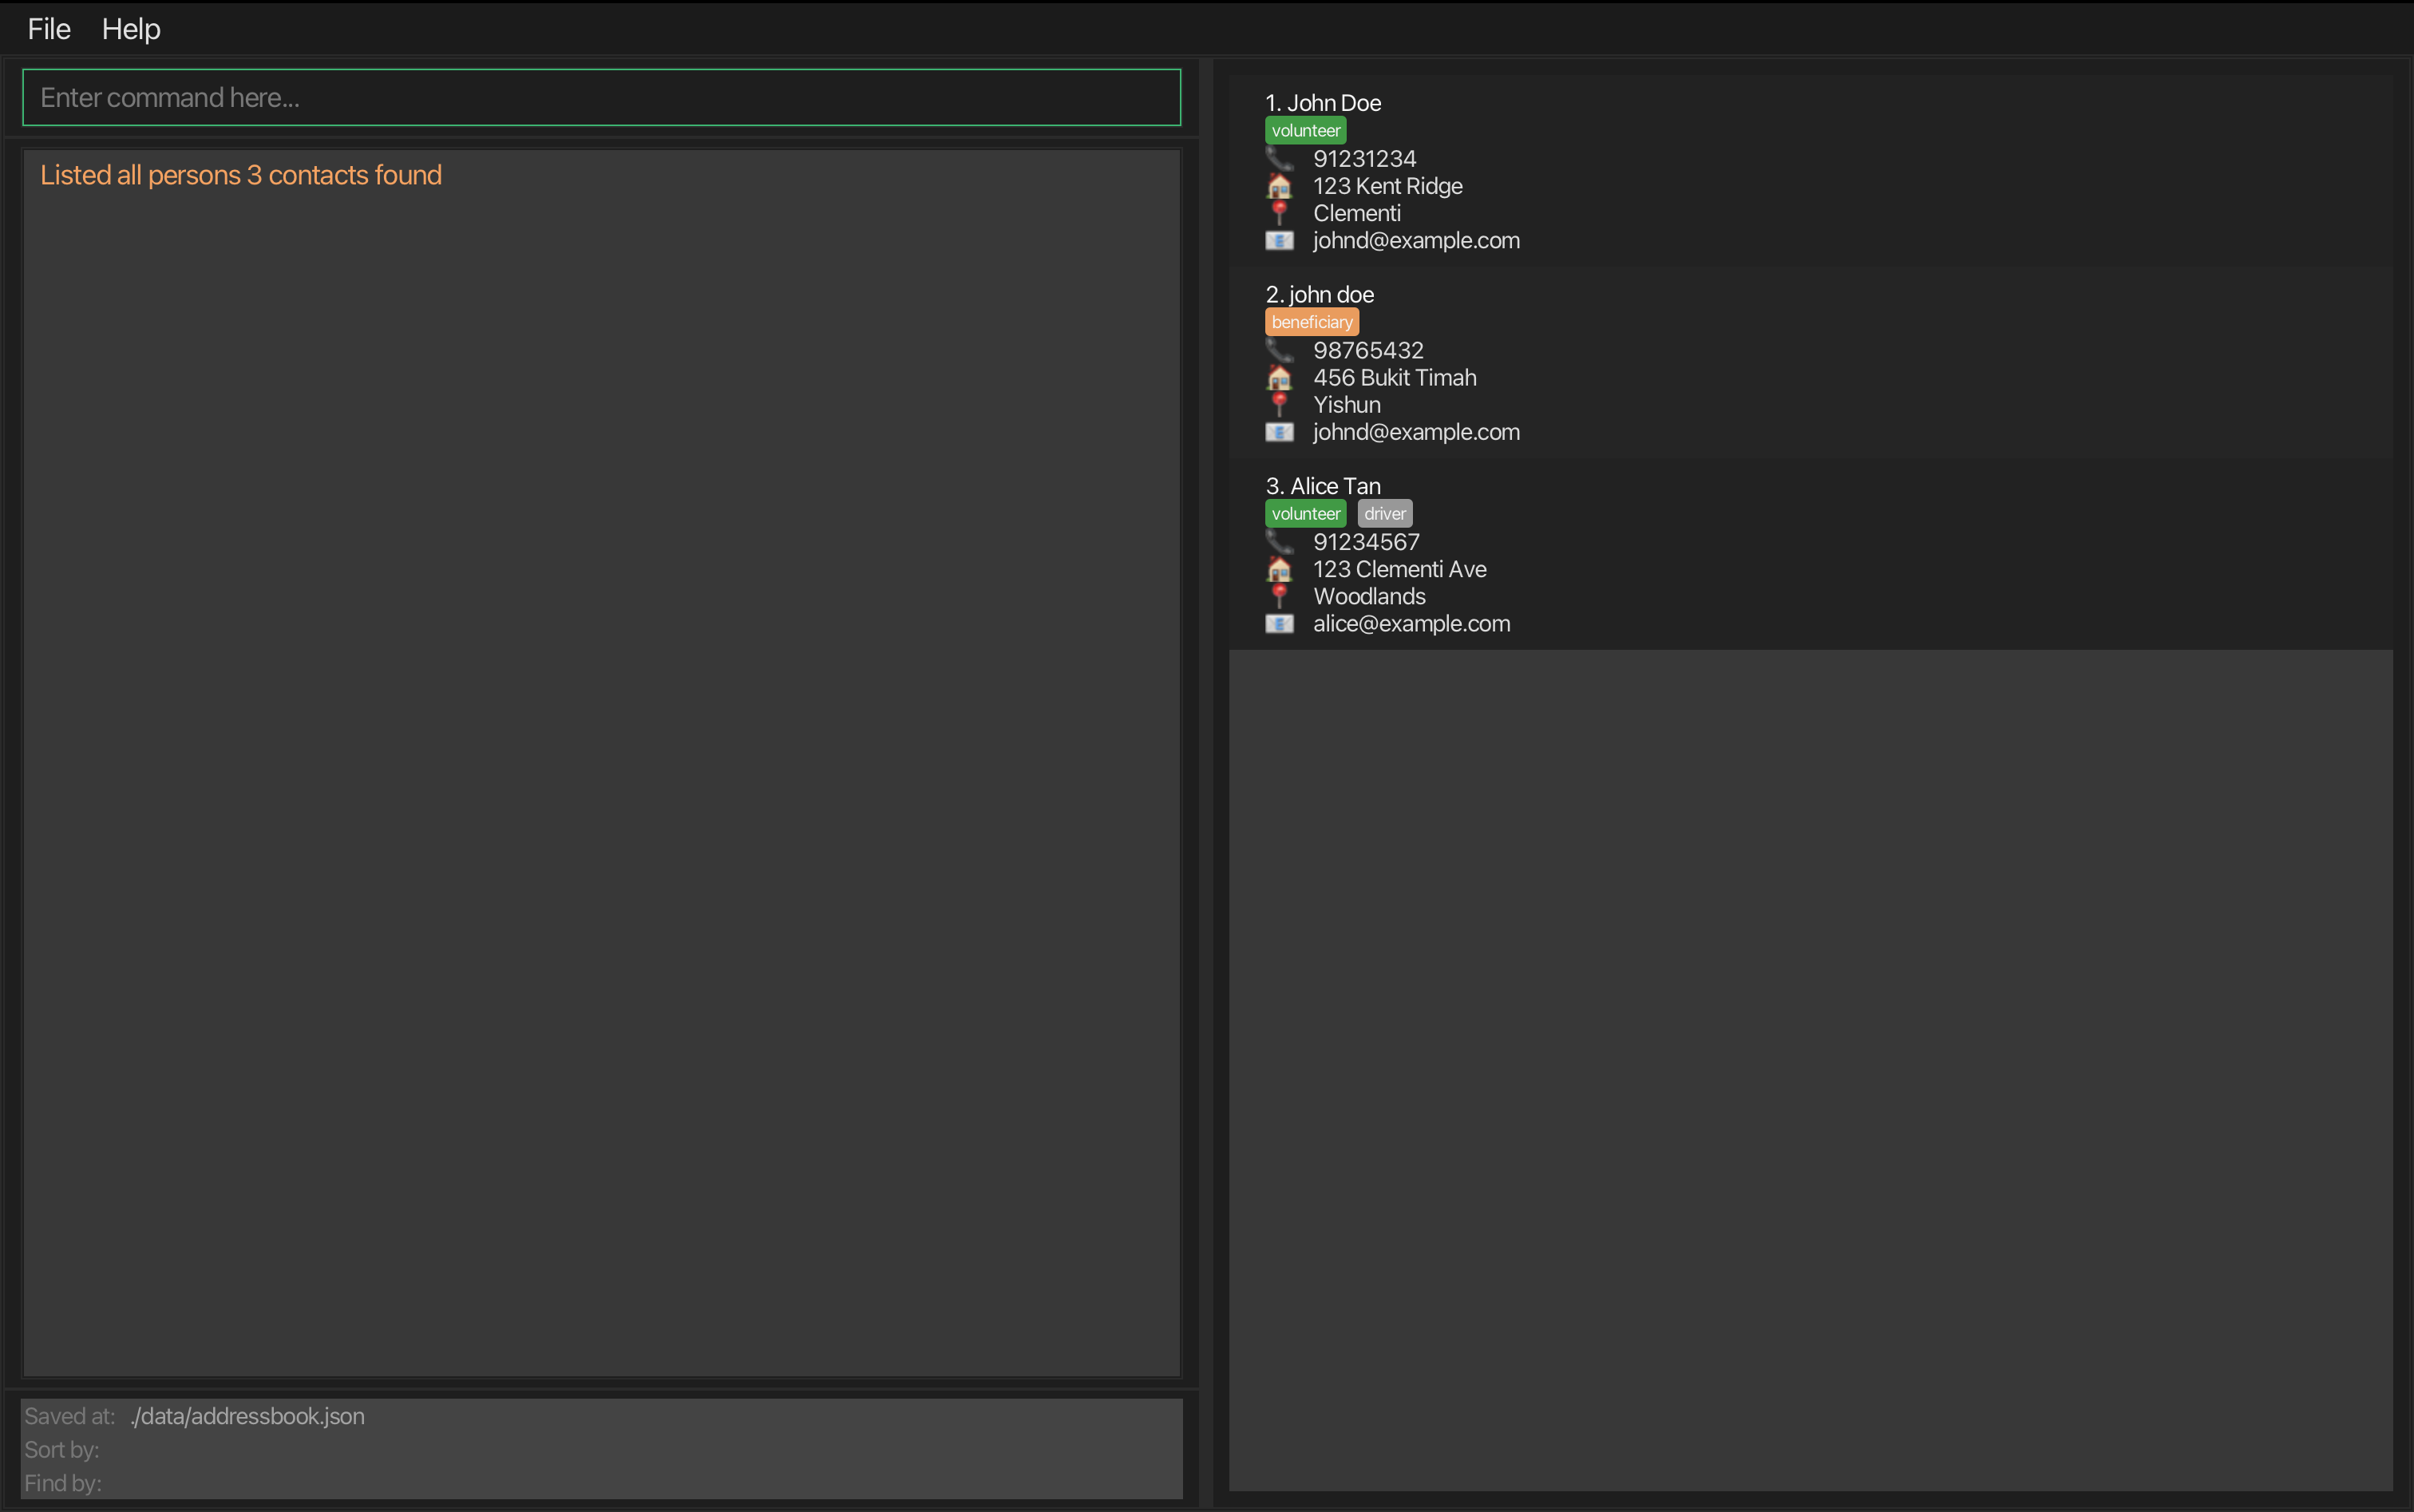 File Help
Enter command here...
Listed all persons 3 contacts found
Saved at: ./data/addressbook.json
Sort by:
Find by:
1. John Doe
volunteer
91231234
123 Kent Ridge
Clementi
johnd@example.com
2. john doe
beneficiary
98765432
456 Bukit Timah
Yishun
johnd@example.com
3. Alice Tan
volunteer driver
91234567
123 Clementi Ave
Woodlands
alice@example.com